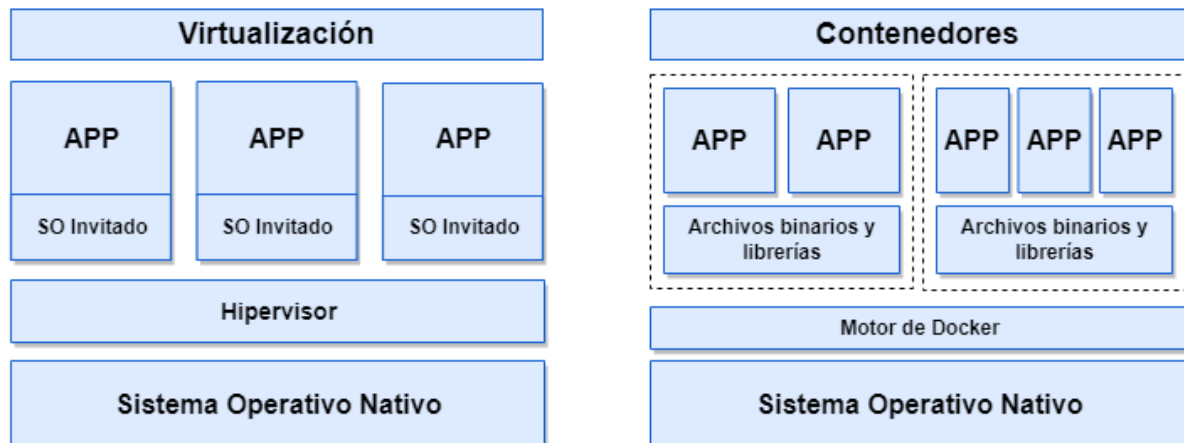 Virtualización
APP
APP
APP
SO Invitado
SO Invitado
SO Invitado
Hipervisor
Sistema Operativo Nativo
Contenedores
APP
APP
APP
APP
APP
Archivos binarios y
librerías
Archivos binarios y
librerías
Motor de Docker
Sistema Operativo Nativo